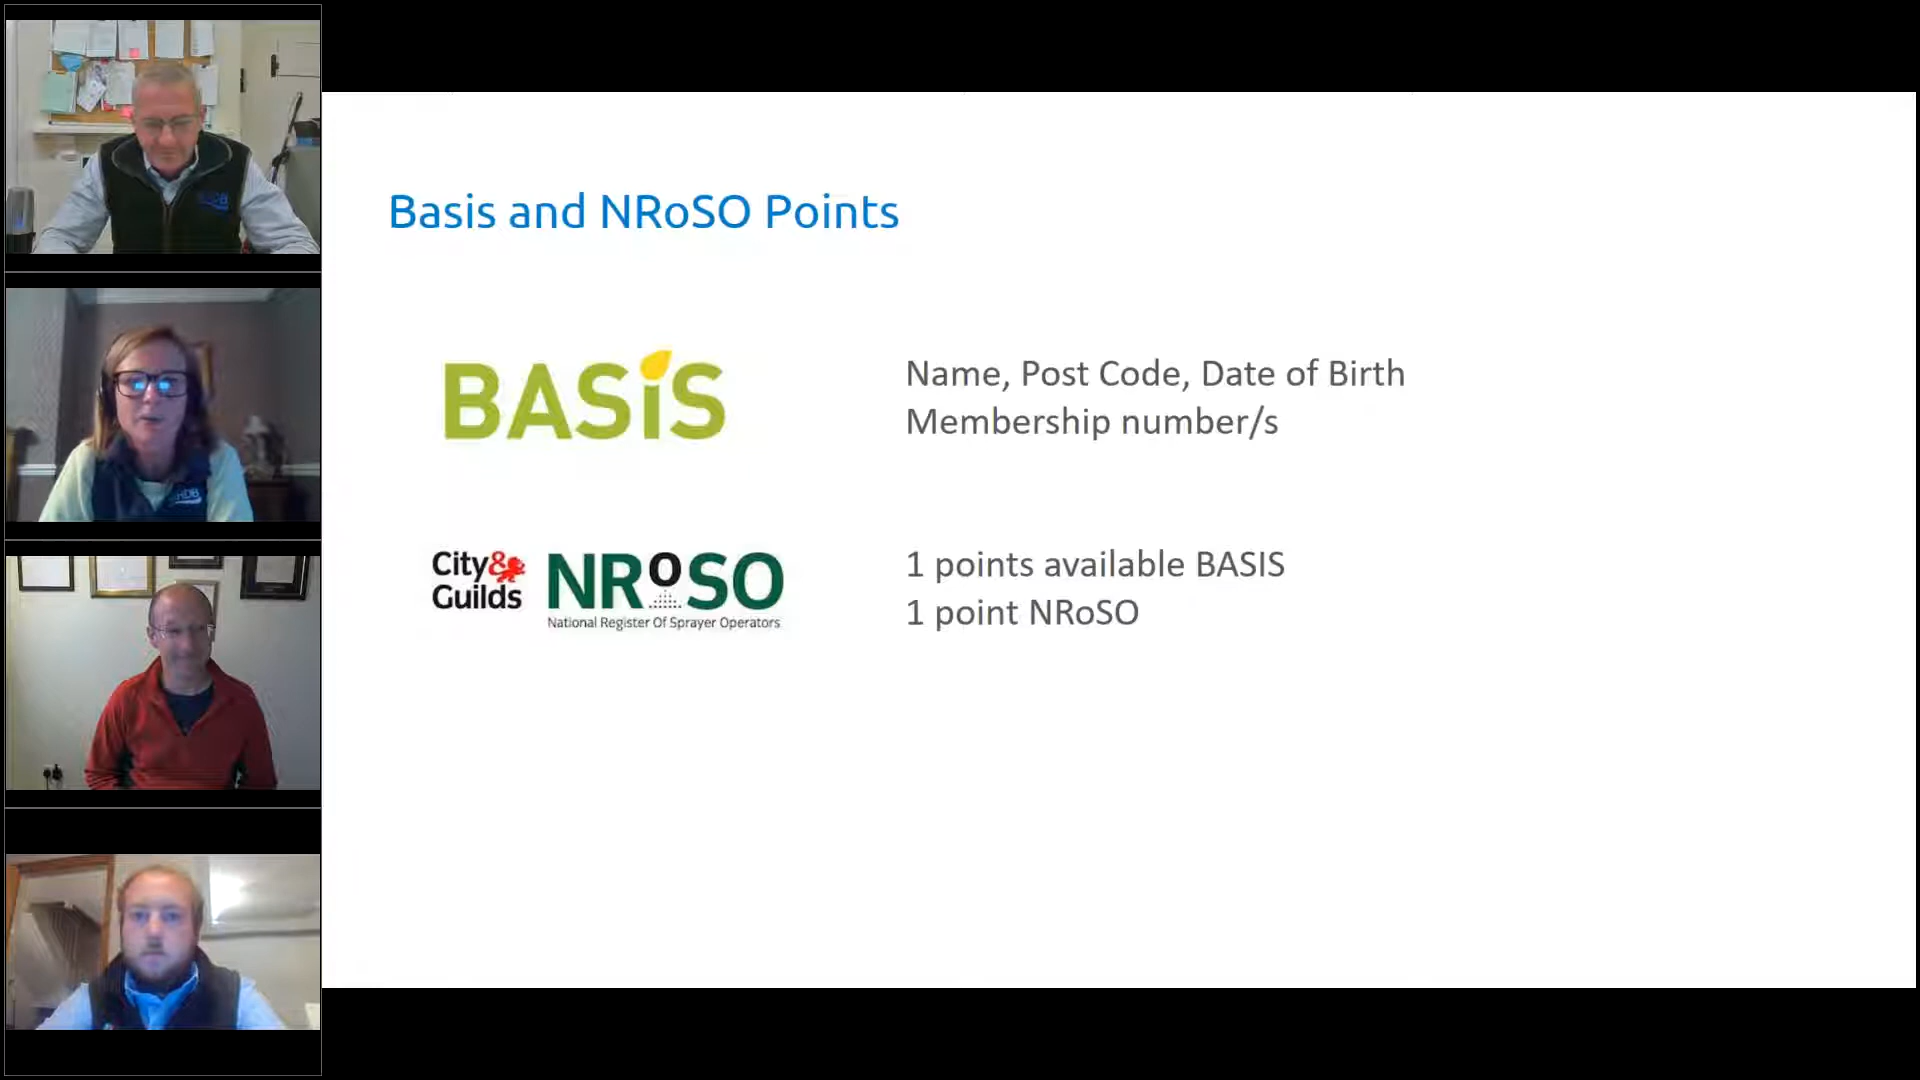 Basis and NRoSO Points
BASiS
Name, Post Code, Date of Birth
Membership number/s
City&
Guilds
NRoSO
National Register Of Sprayer Operators
1 points available BASIS
1 point NRoSO